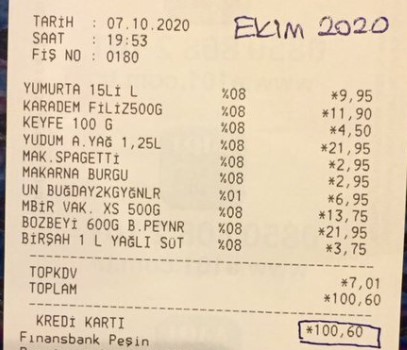 TARİH : 07.10.2020 EKIM 2020
SAAT : 19:53
FİŞ NO : 0180
YUMURTA 15Lİ L %08 *9,95
KARADEM FİLİZ500G %08 *11,90
KEYFE 100 G %08 *4,50
YUDUM A.YAĞ 1,25L %08 *21,95
MAK.SPAGETTİ %08 *2,95
MAKARNA BURGU %08 *2,95
UN BUĞDAY2KGYĞNLR %01 *6,95
MBİR VAK. XS 500G %08 *13,75
BOZBEYİ 600G B.PEYNR %08 *21,95
BİRŞAH 1 L YAĞLI SÜT %08 *3,75
TOPKDV *7,01
TOPLAM *100,60
KREDİ KARTI *100,60
Finansbank Peşin